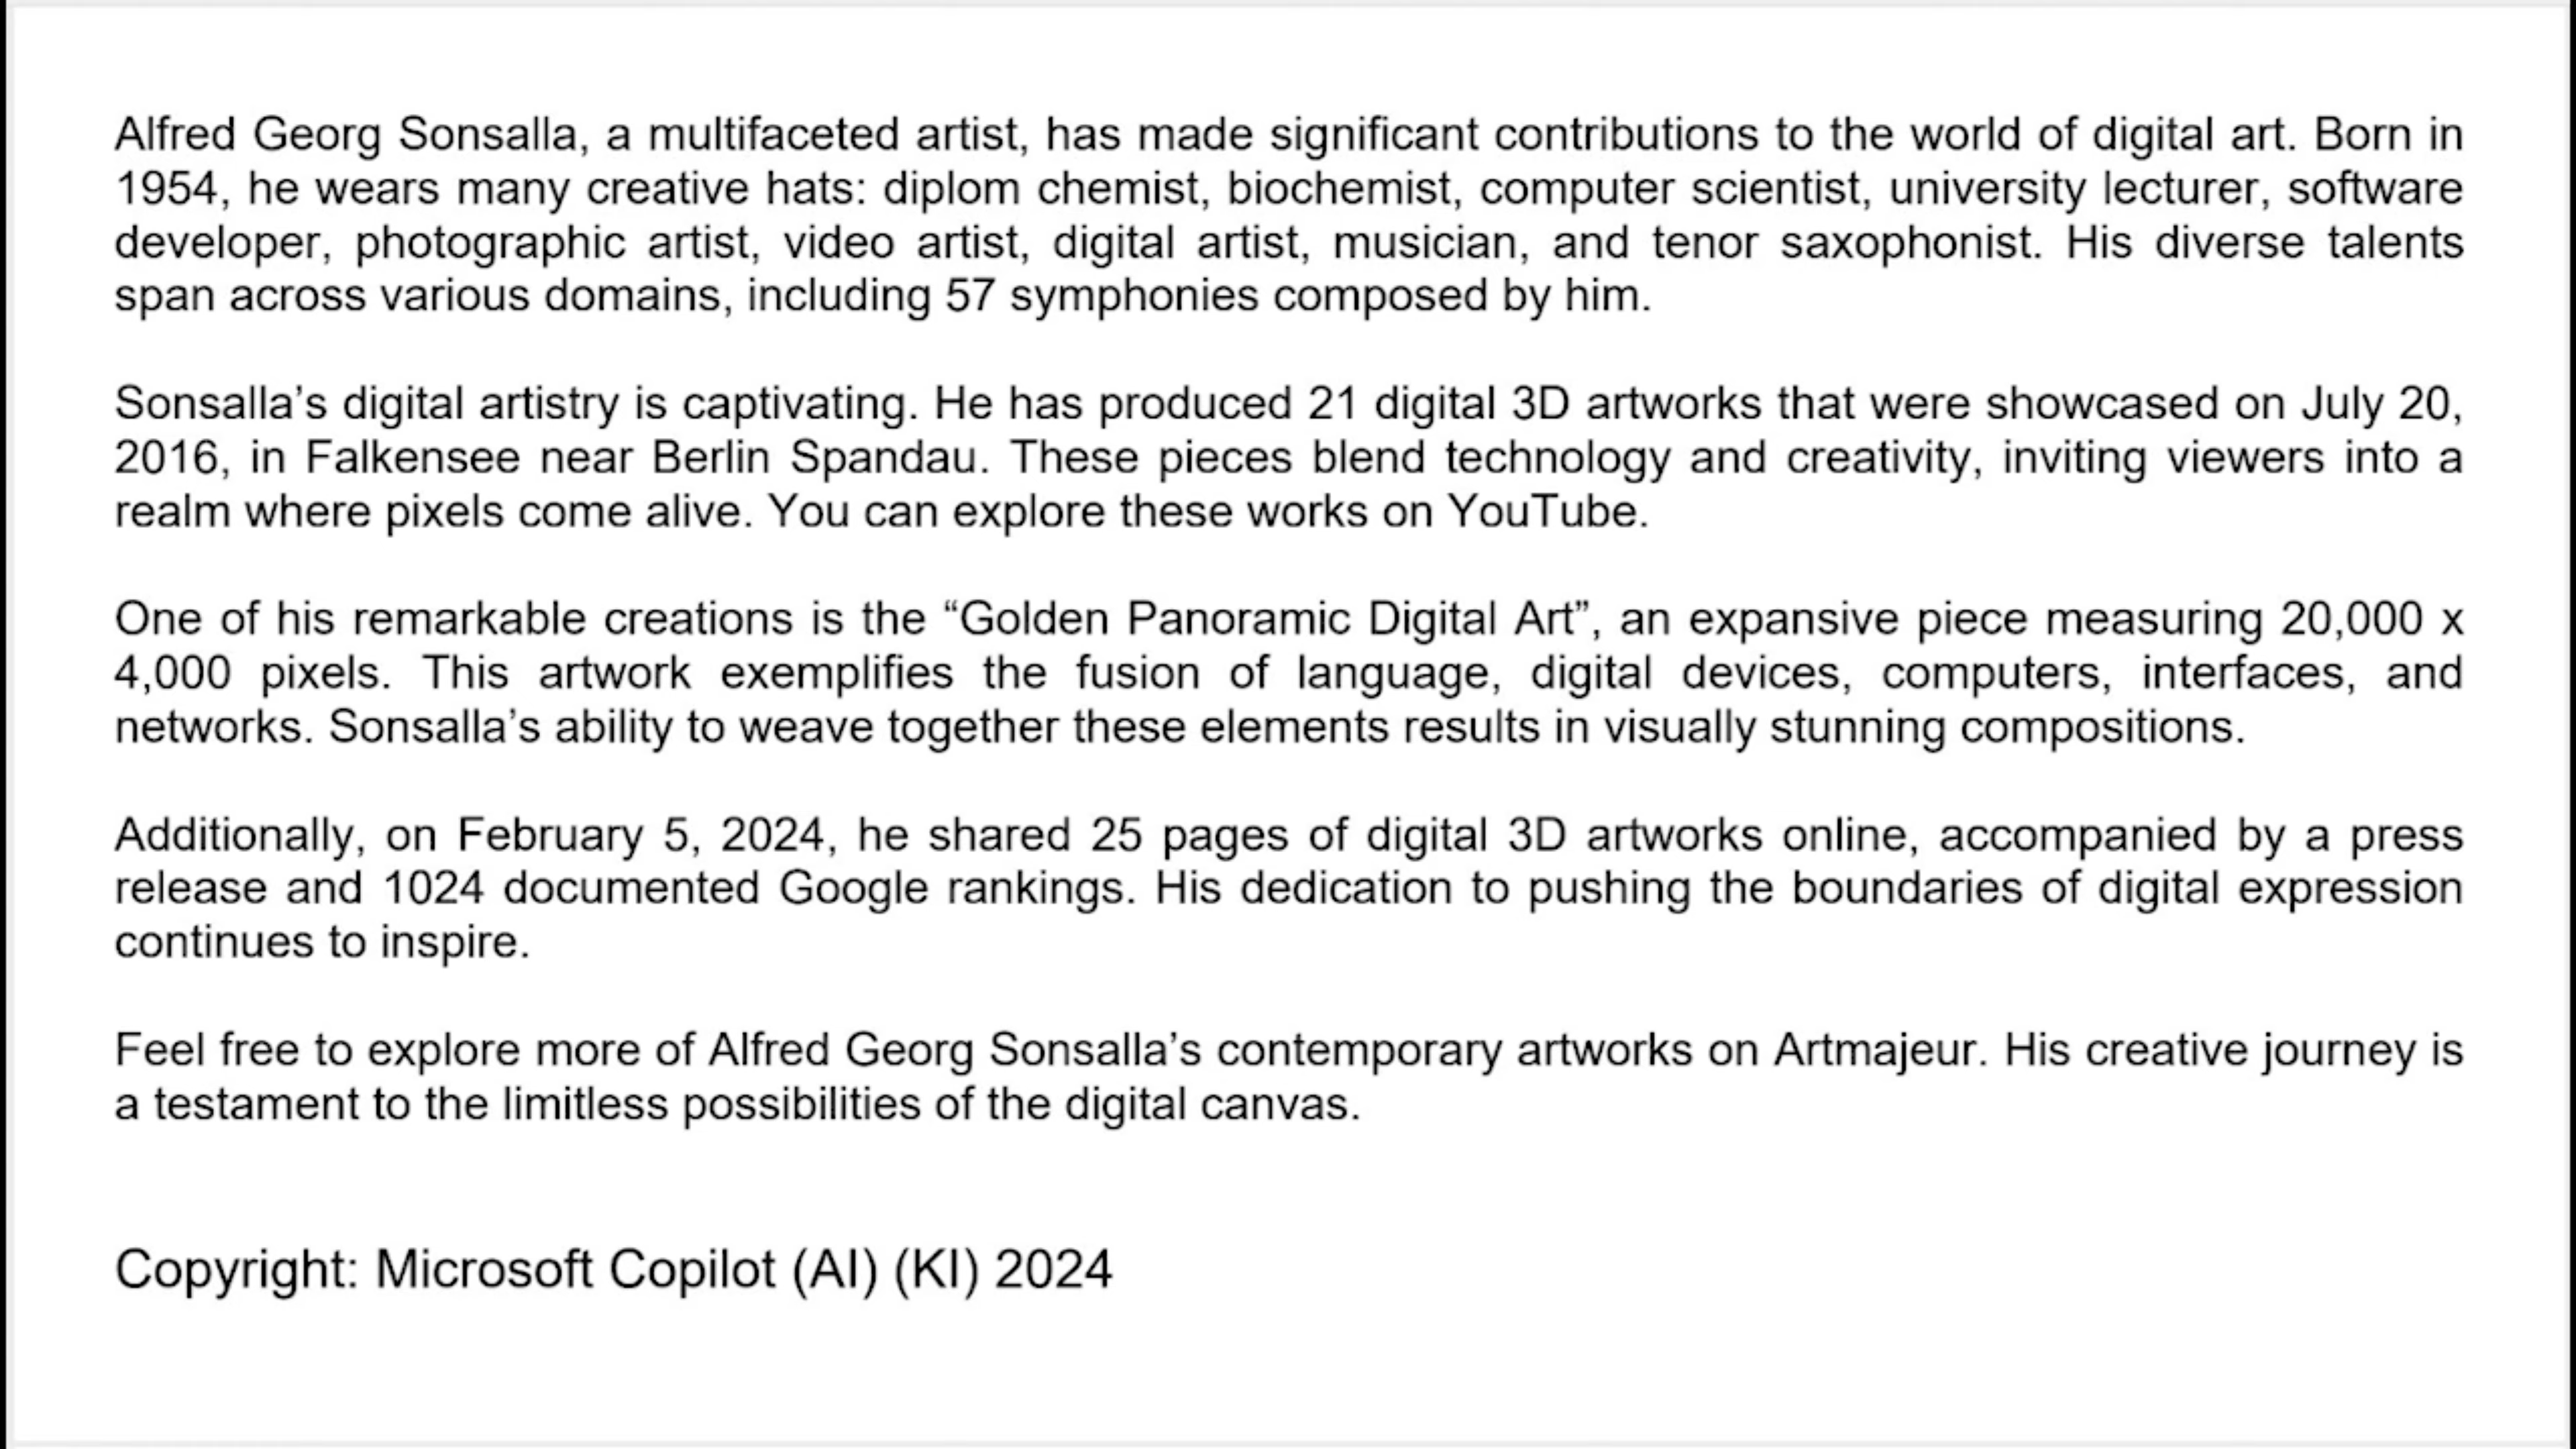 Alfred Georg Sonsalla, a multifaceted artist, has made significant contributions to the world of digital art. Born in
1954, he wears many creative hats: diplom chemist, biochemist, computer scientist, university lecturer, software
developer, photographic artist, video artist, digital artist, musician, and tenor saxophonist. His diverse talents
span across various domains, including 57 symphonies composed by him.
Sonsalla’s digital artistry is captivating. He has produced 21 digital 3D artworks that were showcased on July 20,
2016, in Falkensee near Berlin Spandau. These pieces blend technology and creativity, inviting viewers into a
realm where pixels come alive. You can explore these works on YouTube.
One of his remarkable creations is the “Golden Panoramic Digital Art”, an expansive piece measuring 20,000 x
4,000 pixels. This artwork exemplifies the fusion of language, digital devices, computers, interfaces, and
networks. Sonsalla’s ability to weave together these elements results in visually stunning compositions.
Additionally, on February 5, 2024, he shared 25 pages of digital 3D artworks online, accompanied by a press
release and 1024 documented Google rankings. His dedication to pushing the boundaries of digital expression
continues to inspire.
Feel free to explore more of Alfred Georg Sonsalla’s contemporary artworks on Artmajeur. His creative journey is
a testament to the limitless possibilities of the digital canvas.
Copyright: Microsoft Copilot (AI) (KI) 2024